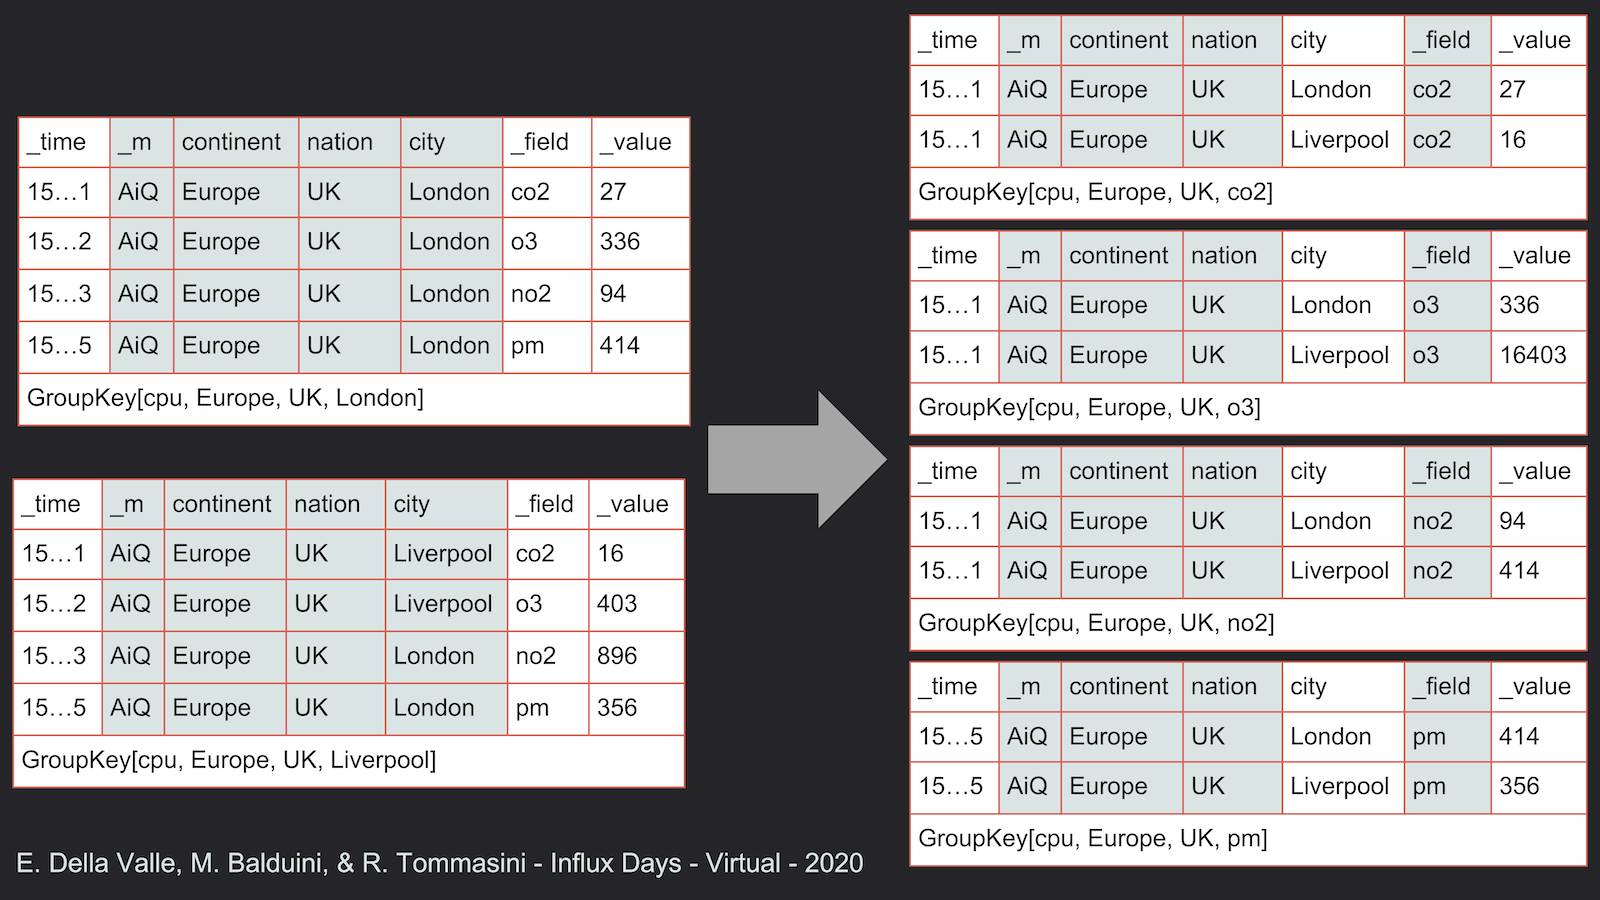 _time _m continent nation city _field _value
15…1 AiQ Europe UK London co2 27
15…2 AiQ Europe UK London o3 336
15…3 AiQ Europe UK London no2 94
15…5 AiQ Europe UK London pm 414
GroupKey[cpu, Europe, UK, London]
_time _m continent nation city _field _value
15…1 AiQ Europe UK Liverpool co2 16
15…2 AiQ Europe UK Liverpool o3 403
15…3 AiQ Europe UK London no2 896
15…5 AiQ Europe UK London pm 356
GroupKey[cpu, Europe, UK, Liverpool]
_time _m continent nation city _field _value
15…1 AiQ Europe UK London co2 27
15…1 AiQ Europe UK Liverpool co2 16
GroupKey[cpu, Europe, UK, co2]
_time _m continent nation city _field _value
15…1 AiQ Europe UK London o3 336
15…1 AiQ Europe UK Liverpool o3 16403
GroupKey[cpu, Europe, UK, o3]
_time _m continent nation city _field _value
15…1 AiQ Europe UK London no2 94
15…1 AiQ Europe UK Liverpool no2 414
GroupKey[cpu, Europe, UK, no2]
_time _m continent nation city _field _value
15…5 AiQ Europe UK London pm 414
15…5 AiQ Europe UK Liverpool pm 356
GroupKey[cpu, Europe, UK, pm]
E. Della Valle, M. Balduini, & R. Tommasini - Influx Days - Virtual - 2020